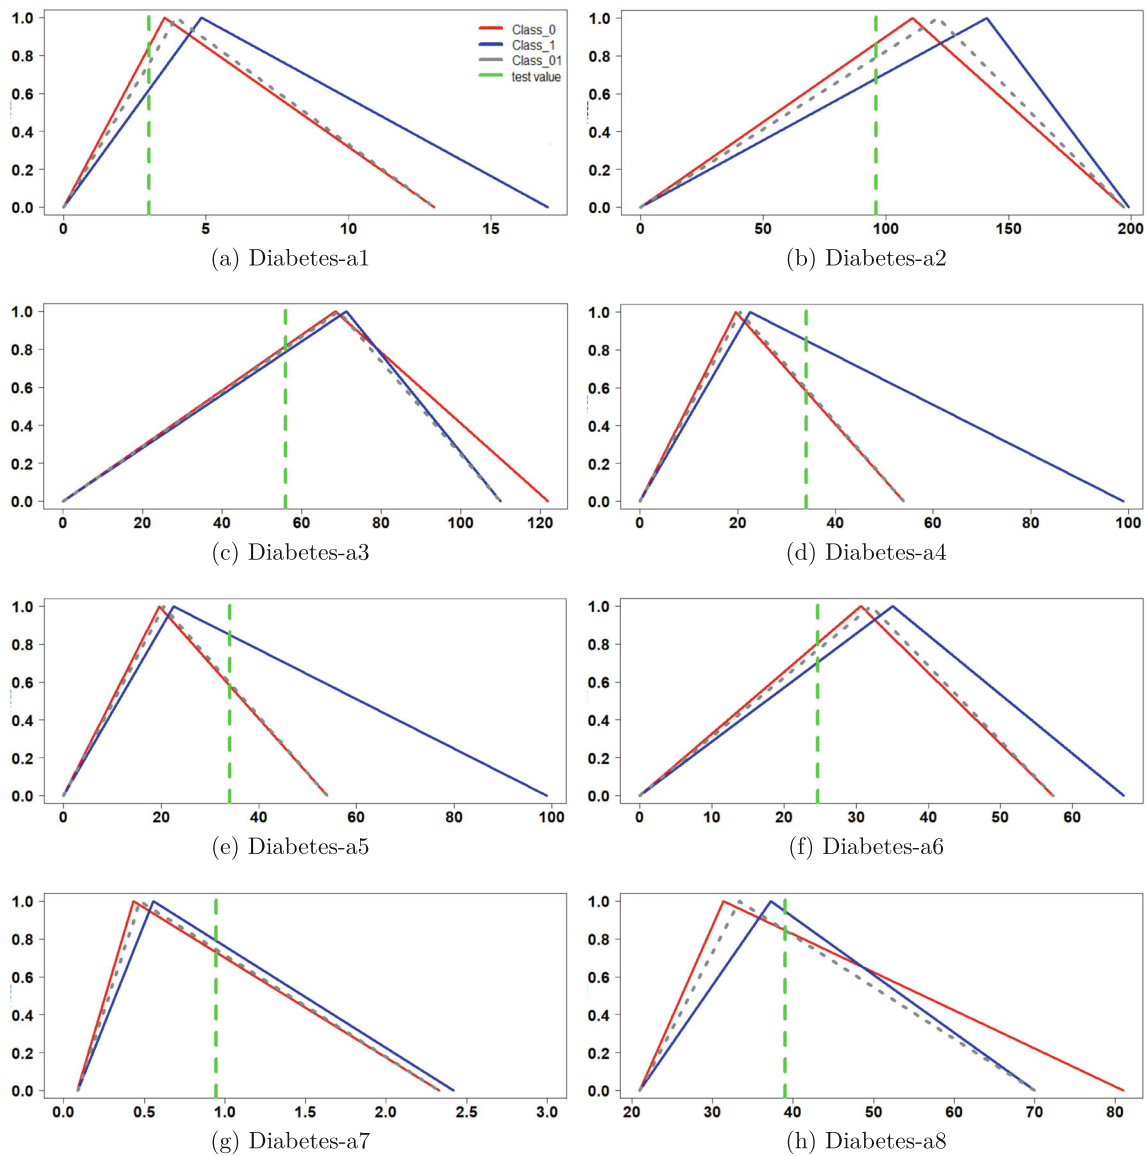 1.0
0.8
0.6
0.4
0.2
0.0
0 5 10 15
Class_0
Class_1
Class_01
test value
(a) Diabetes-a1
1.0
0.8
0.6
0.4
0.2
0.0
0 50 100 150 200
(b) Diabetes-a2
1.0
0.8
0.6
0.4
0.2
0.0
0 20 40 60 80 100 120
(c) Diabetes-a3
1.0
0.8
0.6
0.4
0.2
0.0
0 20 40 60 80 100
(d) Diabetes-a4
1.0
0.8
0.6
0.4
0.2
0.0
0 20 40 60 80 100
(e) Diabetes-a5
1.0
0.8
0.6
0.4
0.2
0.0
0 10 20 30 40 50 60
(f) Diabetes-a6
1.0
0.8
0.6
0.4
0.2
0.0
0.0 0.5 1.0 1.5 2.0 2.5 3.0
(g) Diabetes-a7
1.0
0.8
0.6
0.4
0.2
0.0
20 30 40 50 60 70 80
(h) Diabetes-a8